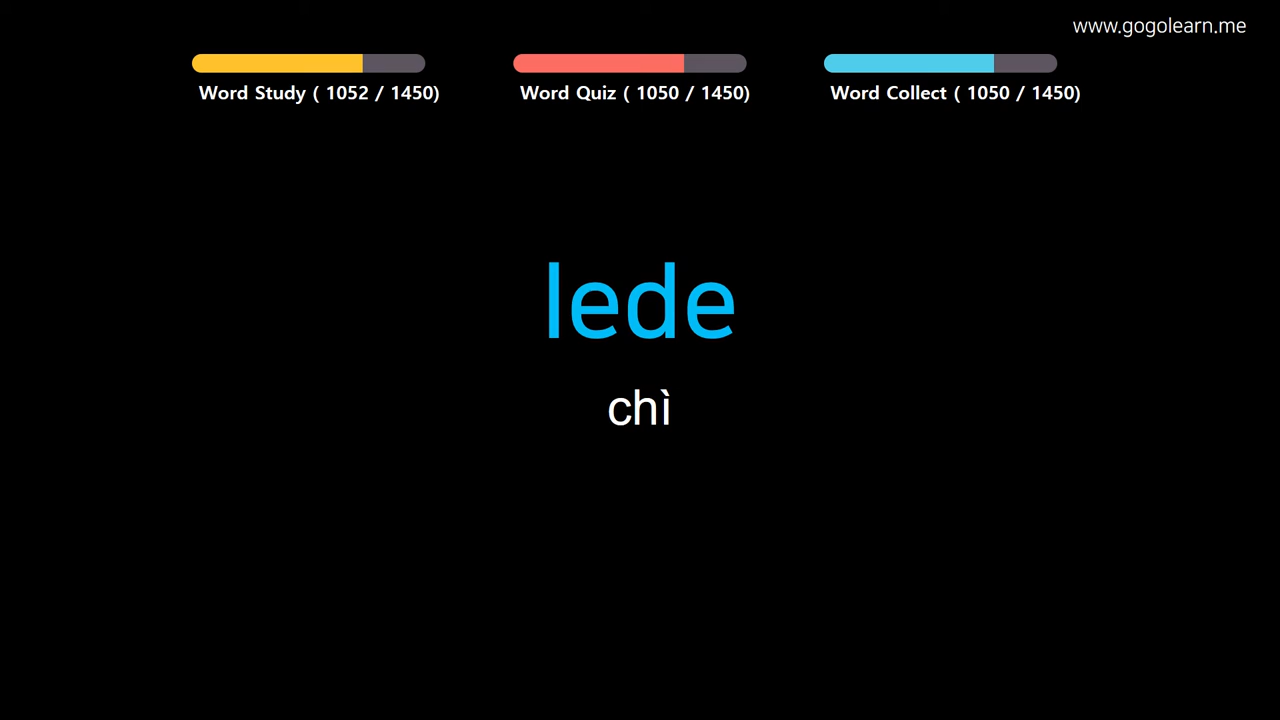 www.gogolearn.me
Word Study ( 1052 / 1450)
Word Quiz ( 1050 / 1450)
Word Collect ( 1050 / 1450)
lede
chì